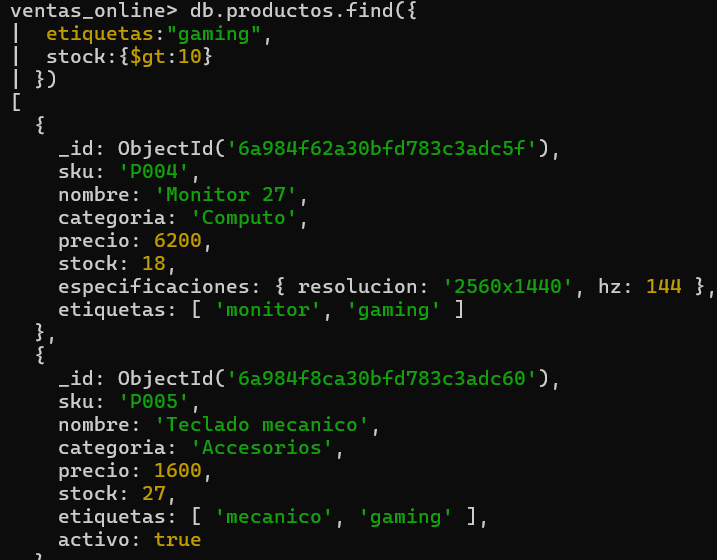 ventas_online> db.productos.find({
|  etiquetas:"gaming",
|  stock:{$gt:10}
| })
[
  {
    _id: ObjectId('6a984f62a30bfd783c3adc5f'),
    sku: 'P004',
    nombre: 'Monitor 27',
    categoria: 'Computo',
    precio: 6200,
    stock: 18,
    especificaciones: { resolucion: '2560x1440', hz: 144 },
    etiquetas: [ 'monitor', 'gaming' ]
  },
  {
    _id: ObjectId('6a984f8ca30bfd783c3adc60'),
    sku: 'P005',
    nombre: 'Teclado mecanico',
    categoria: 'Accesorios',
    precio: 1600,
    stock: 27,
    etiquetas: [ 'mecanico', 'gaming' ],
    activo: true
  }